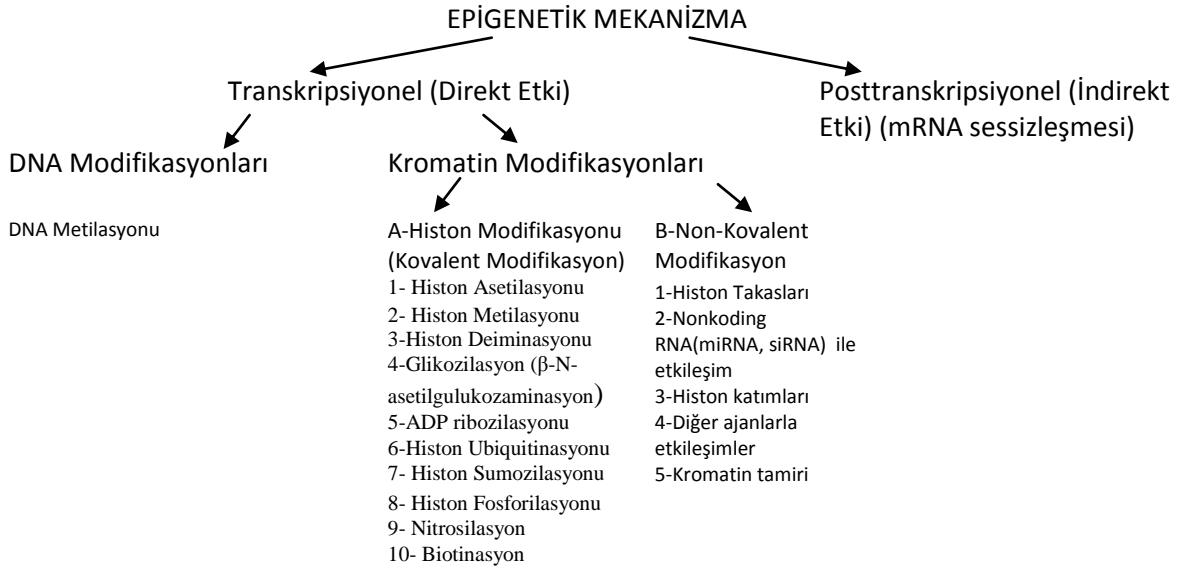 EPİGENETİK MEKANİZMA
Transkripsiyonel (Direkt Etki)
Posttranskripsiyonel (İndirekt
Etki) (mRNA sessizleşmesi)
DNA Modifikasyonları
Kromatin Modifikasyonları
DNA Metilasyonu
A-Histon Modifikasyonu
(Kovalent Modifikasyon)
1- Histon Asetilasyonu
2- Histon Metilasyonu
3-Histon Deiminasyonu
4-Glikozilasyon (β-N-
asetilgulukozaminasyon)
5-ADP ribozilasyonu
6-Histon Ubiquitinasyonu
7- Histon Sumozilasyonu
8- Histon Fosforilasyonu
9- Nitrosilasyon
10- Biotinasyon
B-Non-Kovalent
Modifikasyon
1-Histon Takasları
2-Nonkoding
RNA(miRNA, siRNA) ile
etkileşim
3-Histon katımları
4-Diğer ajanlarla
etkileşimler
5-Kromatin tamiri